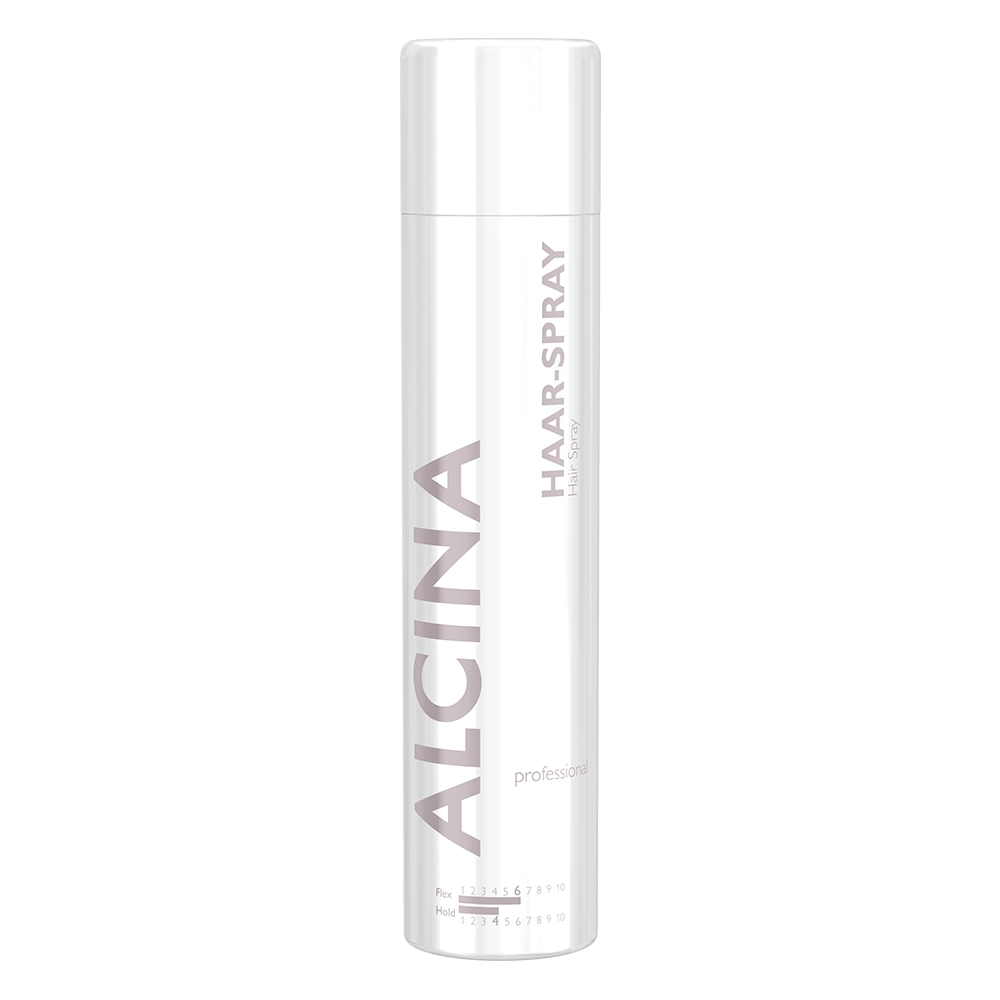 ALCINA
HAAR-SPRAY
Hair Spray
professional
Flex 1 2 3 4 5 6 7 8 9 10
Hold 1 2 3 4 5 6 7 8 9 10